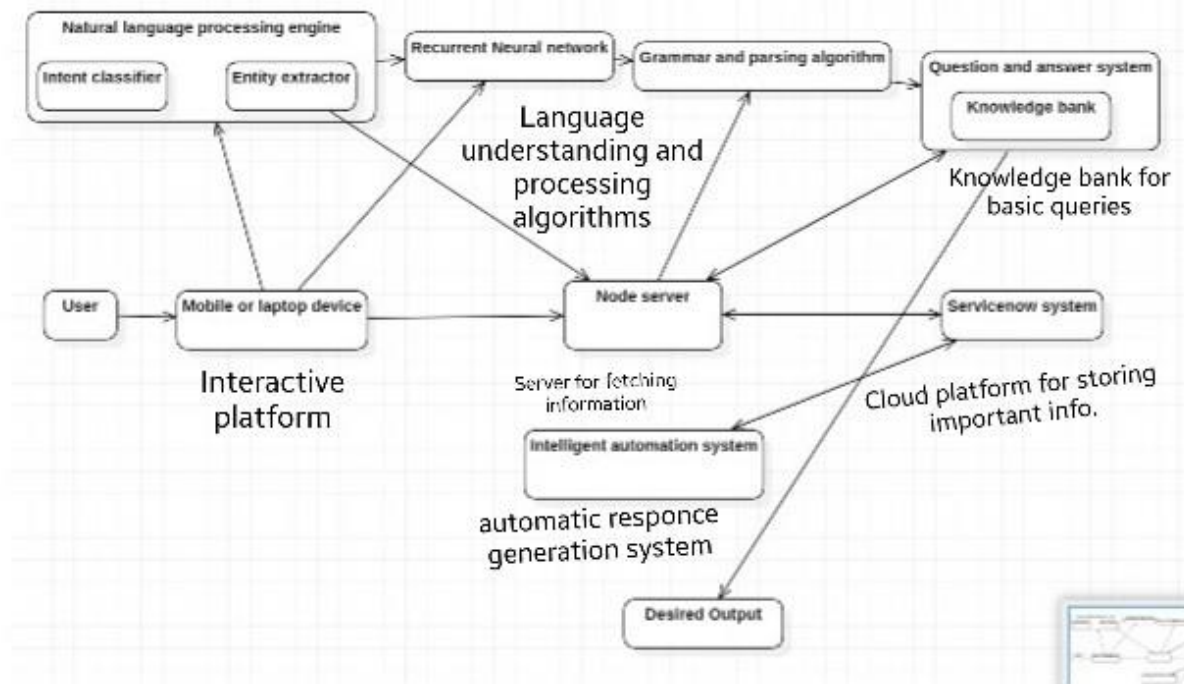 Natural language processing engine
Intent classifier
Entity extractor
Recurrent Neural network
Grammar and parsing algorithm
Question and answer system
Knowledge bank
Language
understanding and
processing
algorithms
Knowledge bank for
basic queries
User
Mobile or laptop device
Node server
Servicenow system
Interactive
platform
Server for fetching
information
Cloud platform for storing
important info.
Intelligent automation system
automatic responce
generation system
Desired Output